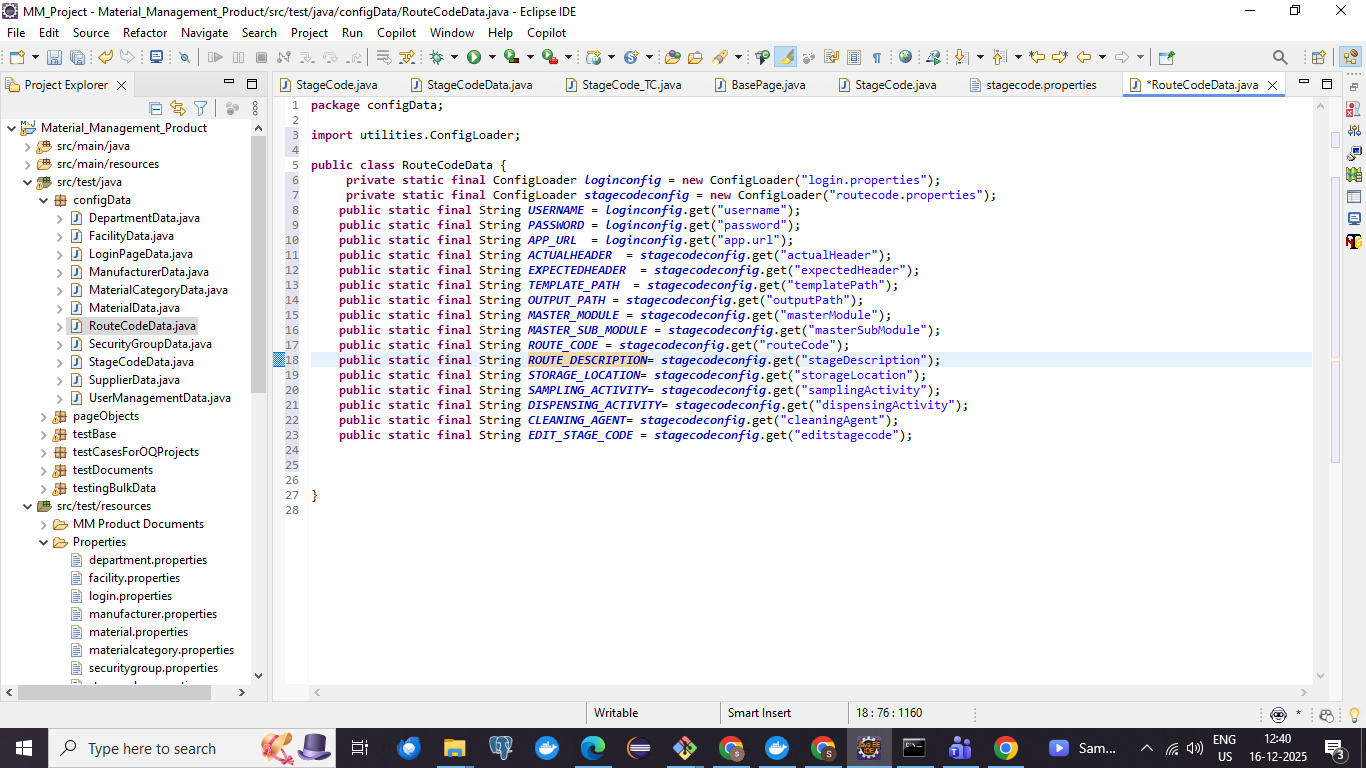 MM_Project - Material_Management_Product/src/test/java/configData/RouteCodeData.java - Eclipse IDE
File Edit Source Refactor Navigate Search Project Run Copilot Window Help Copilot
Project Explorer
StageCode.java StageCodeData.java StageCode_TC.java BasePage.java StageCode.java stagecode.properties *RouteCodeData.java
Material_Management_Product
src/main/java
src/main/resources
src/test/java
configData
DepartmentData.java
FacilityData.java
LoginPageData.java
ManufacturerData.java
MaterialCategoryData.java
MaterialData.java
RouteCodeData.java
SecurityGroupData.java
StageCodeData.java
SupplierData.java
UserManagementData.java
pageObjects
testBase
testCasesForOQProjects
testDocuments
testingBulkData
src/test/resources
MM Product Documents
Properties
department.properties
facility.properties
login.properties
manufacturer.properties
material.properties
materialcategory.properties
securitygroup.properties
1 package configData;
2
3 import utilities.ConfigLoader;
4
5 public class RouteCodeData {
6 private static final ConfigLoader loginconfig = new ConfigLoader("login.properties");
7 private static final ConfigLoader stagecodeconfig = new ConfigLoader("routecode.properties");
8 public static final String USERNAME = loginconfig.get("username");
9 public static final String PASSWORD = loginconfig.get("password");
10 public static final String APP_URL  = loginconfig.get("app.url");
11 public static final String ACTUALHEADER  = stagecodeconfig.get("actualHeader");
12 public static final String EXPECTEDHEADER  = stagecodeconfig.get("expectedHeader");
13 public static final String TEMPLATE_PATH  = stagecodeconfig.get("templatePath");
14 public static final String OUTPUT_PATH = stagecodeconfig.get("outputPath");
15 public static final String MASTER_MODULE = stagecodeconfig.get("masterModule");
16 public static final String MASTER_SUB_MODULE = stagecodeconfig.get("masterSubModule");
17 public static final String ROUTE_CODE = stagecodeconfig.get("routeCode");
18 public static final String ROUTE_DESCRIPTION= stagecodeconfig.get("stageDescription");
19 public static final String STORAGE_LOCATION= stagecodeconfig.get("storageLocation");
20 public static final String SAMPLING_ACTIVITY= stagecodeconfig.get("samplingActivity");
21 public static final String DISPENSING_ACTIVITY= stagecodeconfig.get("dispensingActivity");
22 public static final String CLEANING_AGENT= stagecodeconfig.get("cleaningAgent");
23 public static final String EDIT_STAGE_CODE = stagecodeconfig.get("editstagecode");
24
25
26
27 }
28
Writable Smart Insert 18 : 76 : 1160
Type here to search
Sam...
ENG
US
12:40
16-12-2025
3